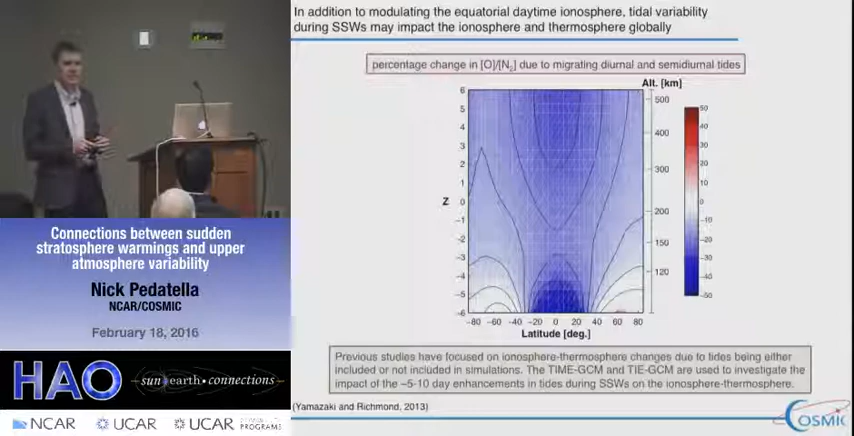 In addition to modulating the equatorial daytime ionosphere, tidal variability
during SSWs may impact the ionosphere and thermosphere globally
percentage change in [O]/[N2] due to migrating diurnal and semidiurnal tides
Alt. [km]
6
5
4
3
2
1
0
-1
-2
-3
-4
-5
-6
Z
500
400
300
200
150
120
50
40
30
20
10
0
-10
-20
-30
-40
-50
-80 -60 -40 -20 0 20 40 60 80
Latitude [deg.]
Previous studies have focused on ionosphere-thermosphere changes due to tides being either
included or not included in simulations. The TIME-GCM and TIE-GCM are used to investigate the
impact of the ~5-10 day enhancements in tides during SSWs on the ionosphere-thermosphere.
(Yamazaki and Richmond, 2013)
COSMIC
Connections between sudden
stratosphere warmings and upper
atmosphere variability
Nick Pedatella
NCAR/COSMIC
February 18, 2016
HAO
sun earth connections
NCAR UCAR UCAR
PROGRAMS